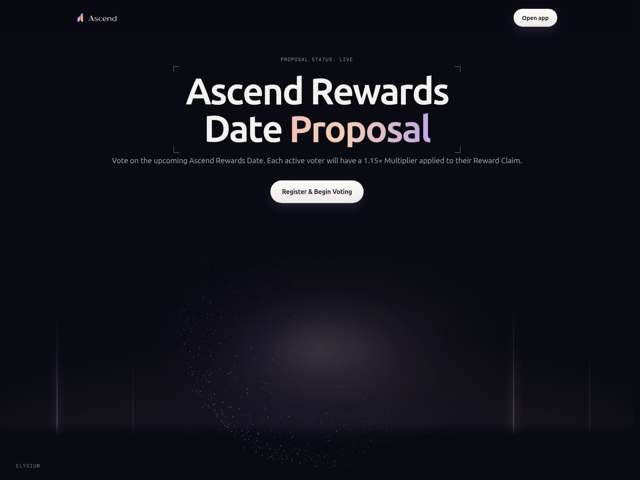 Ascend
Open app
PROPOSAL STATUS: LIVE
Ascend Rewards
Date Proposal
Vote on the upcoming Ascend Rewards Date. Each active voter will have a 1.15× Multiplier applied to their Reward Claim.
Register & Begin Voting
ELYSIUM